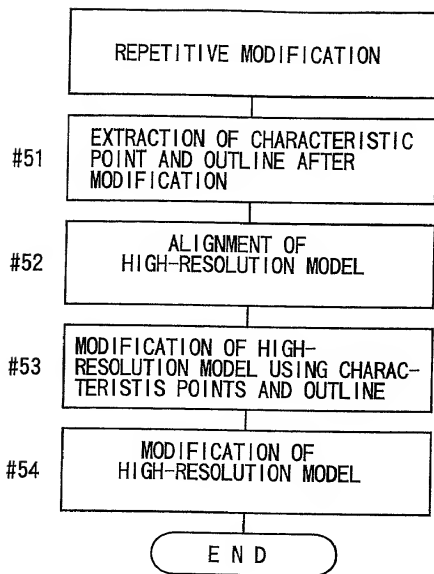 REPETITIVE MODIFICATION
#51
EXTRACTION OF CHARACTERISTIC
POINT AND OUTLINE AFTER
MODIFICATION
#52
ALIGNMENT OF
HIGH-RESOLUTION MODEL
#53
MODIFICATION OF HIGH-
RESOLUTION MODEL USING CHARAC-
TERISTIS POINTS AND OUTLINE
#54
MODIFICATION OF
HIGH-RESOLUTION MODEL
END